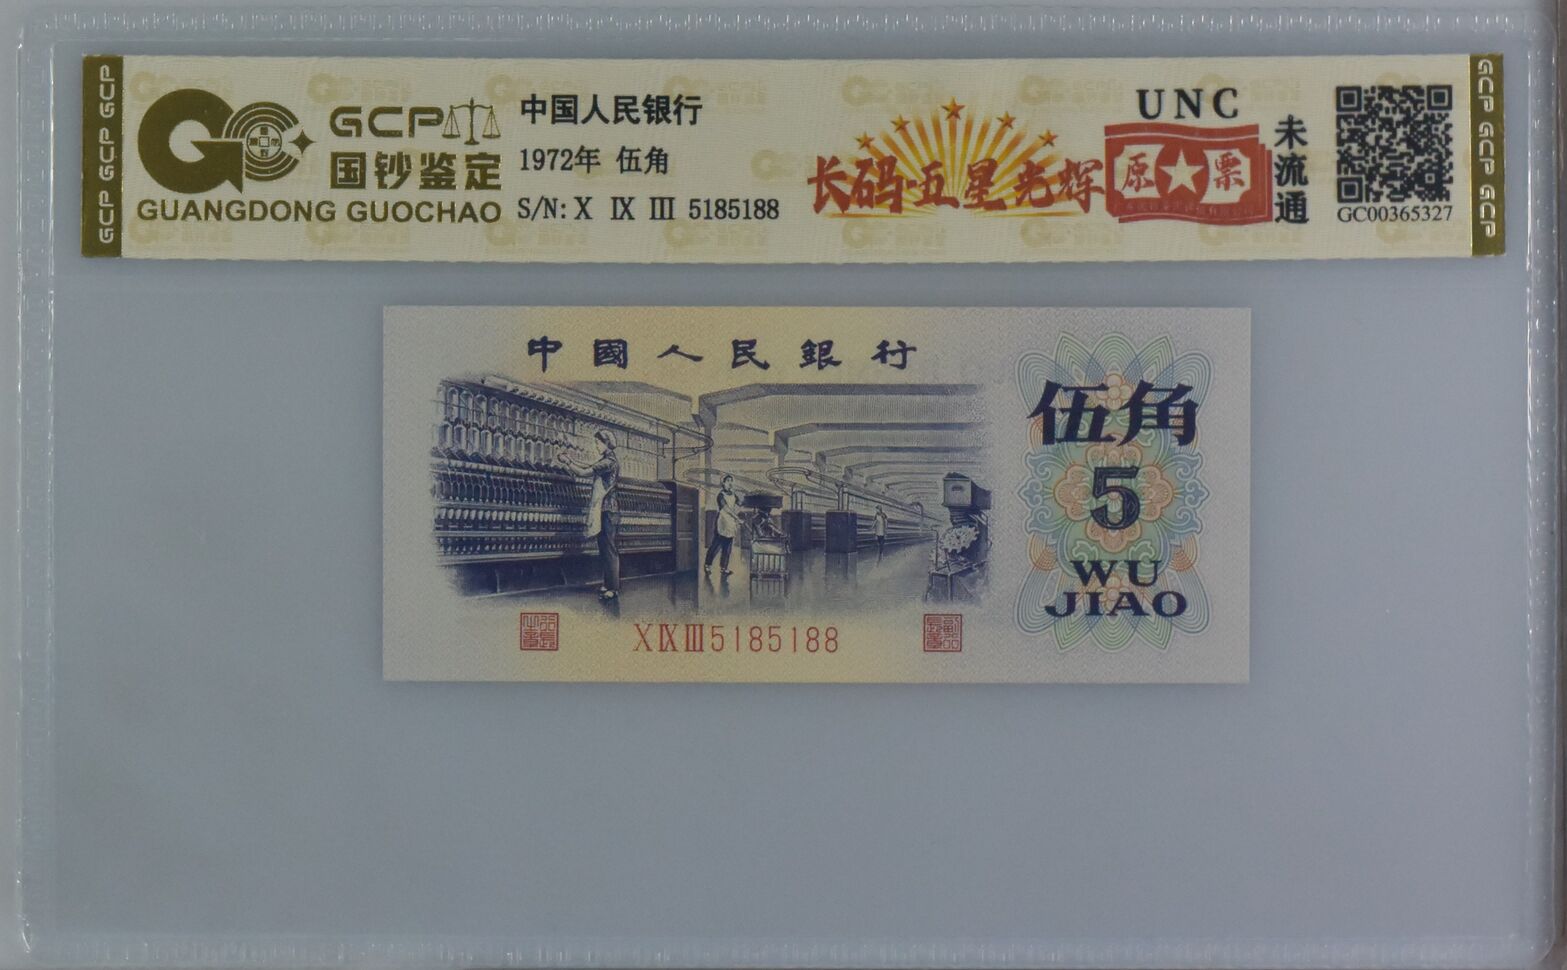 GCP GCP GCP
GCP
国钞鉴定
GUANGDONG GUOCHAO
中国人民银行
1972年 伍角
S/N: X IX III 5185188
长码·五星光辉
UNC
原票
未流通
GC00365327
GCP GCP GCP
中國人民銀行
伍角
5
WU
JIAO
X IX III 5185188